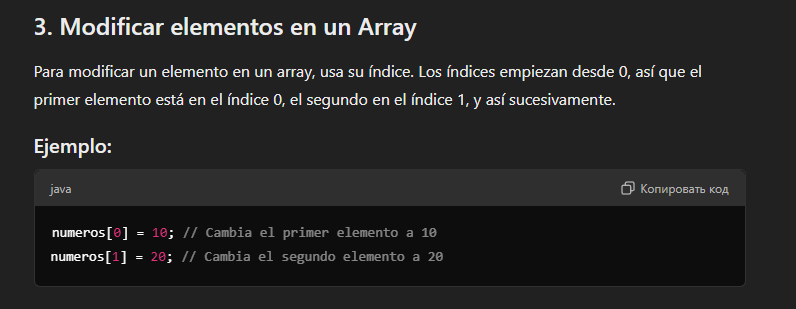 3. Modificar elementos en un Array
Para modificar un elemento en un array, usa su índice. Los índices empiezan desde 0, así que el
primer elemento está en el índice 0, el segundo en el índice 1, y así sucesivamente.
Ejemplo:
java
Копировать код
numeros[0] = 10; // Cambia el primer elemento a 10
numeros[1] = 20; // Cambia el segundo elemento a 20